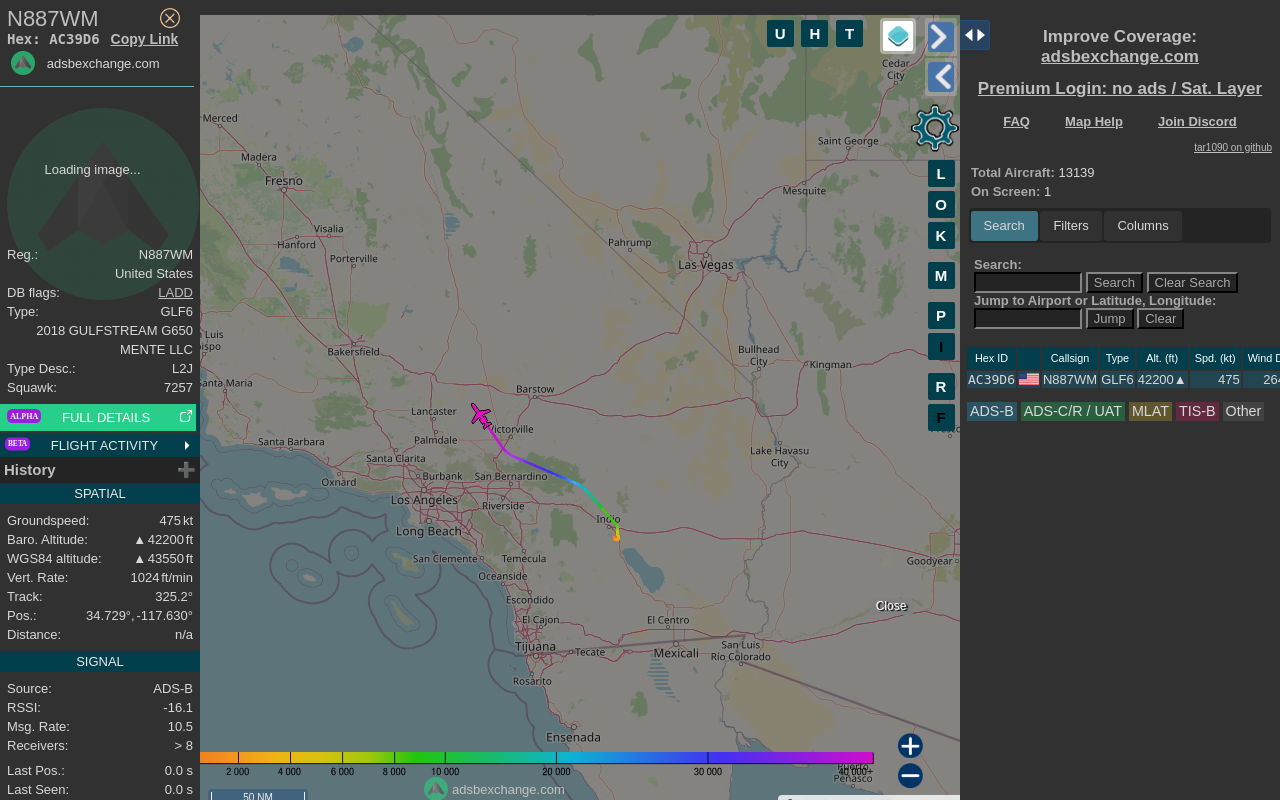 N887WM
Hex: AC39D6 Copy Link
adsbexchange.com
Loading image...
Reg.: N887WM
United States
DB flags: LADD
Type: GLF6
2018 GULFSTREAM G650
MENTE LLC
Type Desc.: L2J
Squawk: 7257
ALPHA FULL DETAILS
BETA FLIGHT ACTIVITY
History
SPATIAL
Groundspeed: 475 kt
Baro. Altitude: ▲ 42200 ft
WGS84 altitude: ▲ 43550 ft
Vert. Rate: 1024 ft/min
Track: 325.2°
Pos.: 34.729°, -117.630°
Distance: n/a
SIGNAL
Source: ADS-B
RSSI: -16.1
Msg. Rate: 10.5
Receivers: > 8
Last Pos.: 0.0 s
Last Seen: 0.0 s
U H T
L
O
K
M
P
I
R
F
Cedar
City
Merced
Saint George
Madera
Fresno
Mesquite
Visalia
Hanford
Pahrump
Porterville
Las Vegas
Luis
ispo
Bakersfield
Bullhead
City
Kingman
Santa Maria
Barstow
Lancaster
Victorville
Palmdale
Santa Barbara
Santa Clarita
Lake Havasu
City
Burbank
San Bernardino
Oxnard
Los Angeles
Riverside
Indio
Long Beach
San Clemente
Temecula
Goodyear
Oceanside
Escondido
Close
El Cajon
El Centro
Tijuana
Tecate
Mexicali
San Luis
Río Colorado
Rosarito
Ensenada
Puerto
Peñasco
2 000 4 000 6 000 8 000 10 000 20 000 30 000 40 000+
adsbexchange.com
50 NM
Improve Coverage:
adsbexchange.com
Premium Login: no ads / Sat. Layer
FAQ Map Help Join Discord
tar1090 on github
Total Aircraft: 13139
On Screen: 1
Search Filters Columns
Search:
Search Clear Search
Jump to Airport or Latitude, Longitude:
Jump Clear
Hex ID Callsign Type Alt. (ft) Spd. (kt) Wind D
AC39D6 N887WM GLF6 42200▲ 475 264
ADS-B ADS-C/R / UAT MLAT TIS-B Other